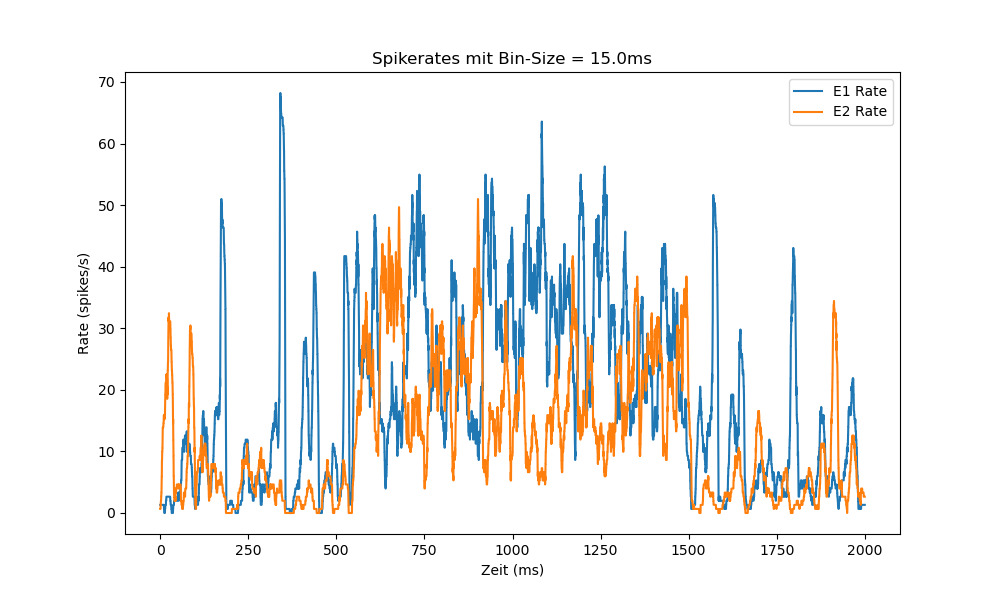 Spikerates mit Bin-Size = 15.0ms
E1 Rate
E2 Rate
70
60
50
40
30
20
10
0
Rate (spikes/s)
0 250 500 750 1000 1250 1500 1750 2000
Zeit (ms)